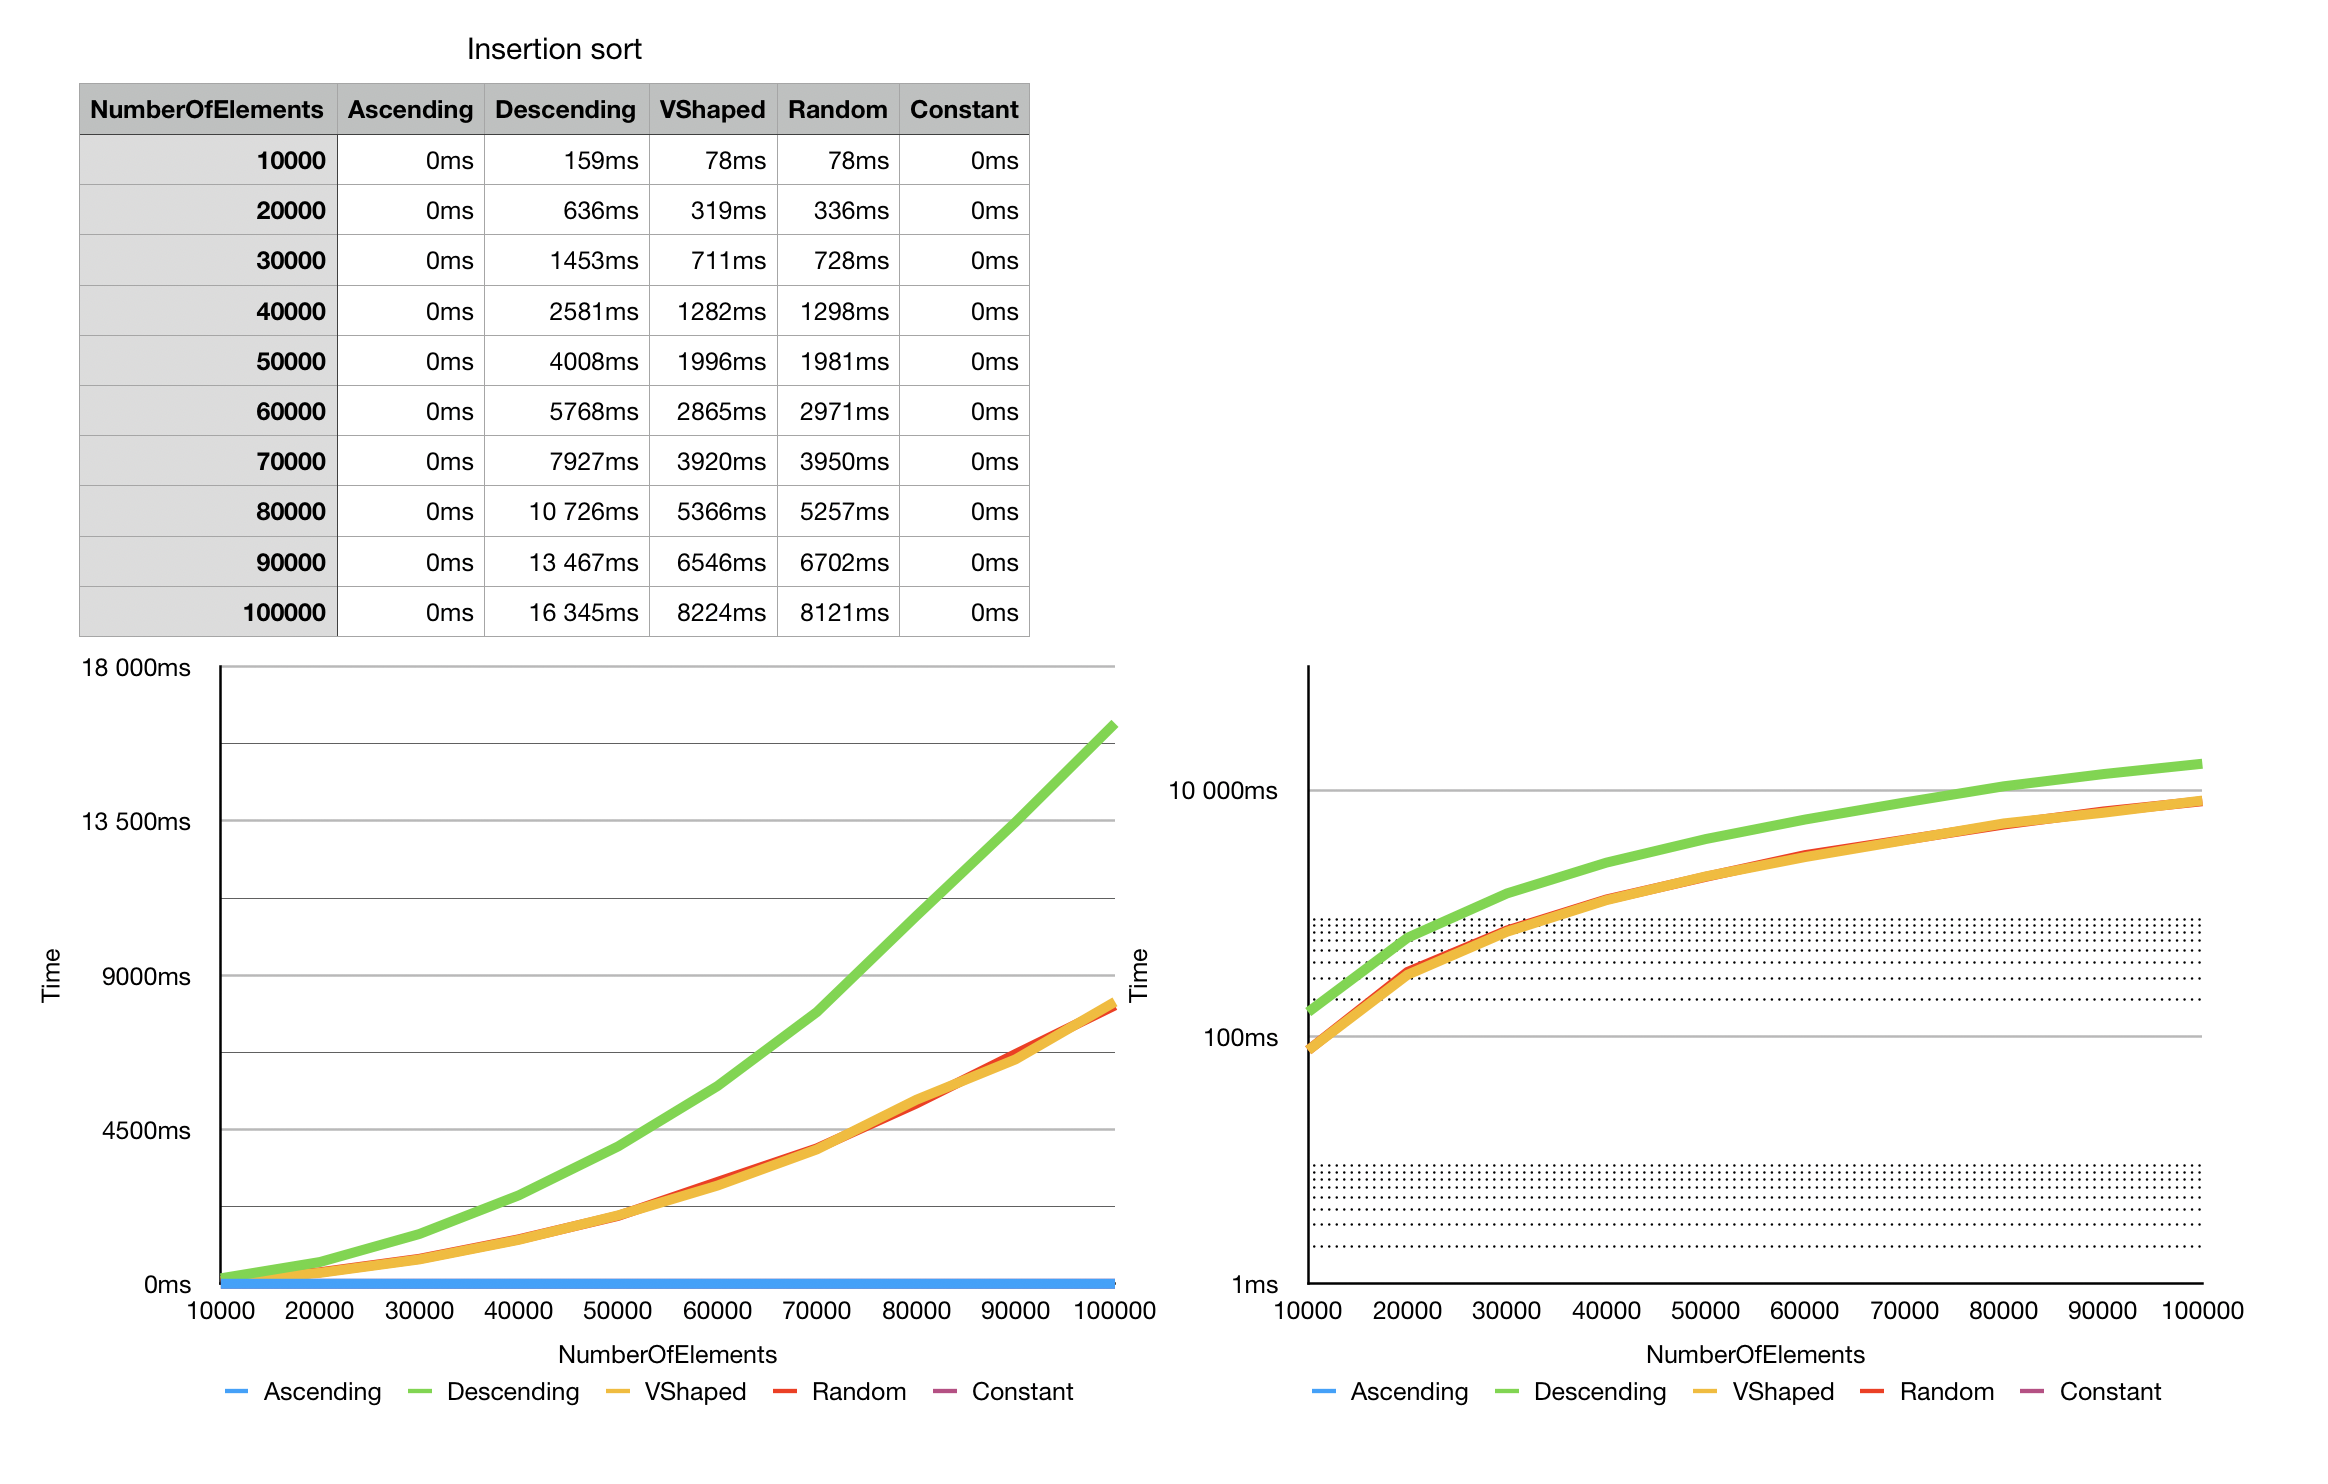 Insertion sort
NumberOfElements Ascending Descending VShaped Random Constant
10000 0ms 159ms 78ms 78ms 0ms
20000 0ms 636ms 319ms 336ms 0ms
30000 0ms 1453ms 711ms 728ms 0ms
40000 0ms 2581ms 1282ms 1298ms 0ms
50000 0ms 4008ms 1996ms 1981ms 0ms
60000 0ms 5768ms 2865ms 2971ms 0ms
70000 0ms 7927ms 3920ms 3950ms 0ms
80000 0ms 10 726ms 5366ms 5257ms 0ms
90000 0ms 13 467ms 6546ms 6702ms 0ms
100000 0ms 16 345ms 8224ms 8121ms 0ms
18 000ms
13 500ms
9000ms
4500ms
0ms
Time
10000 20000 30000 40000 50000 60000 70000 80000 90000 100000
NumberOfElements
Ascending Descending VShaped Random Constant
10 000ms
100ms
1ms
Time
10000 20000 30000 40000 50000 60000 70000 80000 90000 100000
NumberOfElements
Ascending Descending VShaped Random Constant